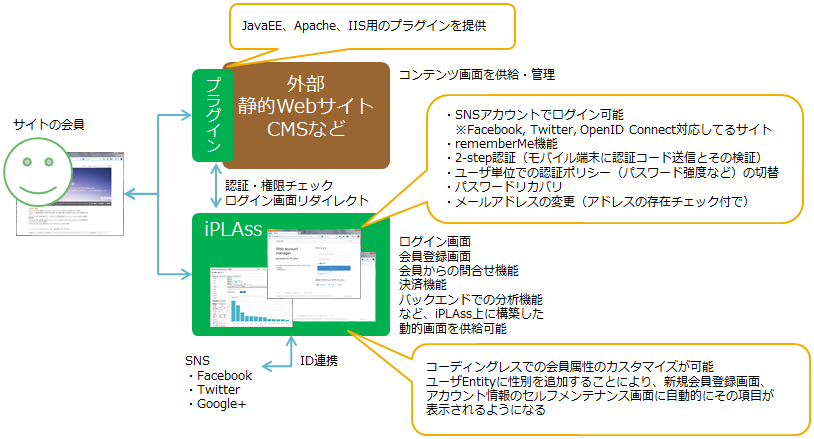 JavaEE、Apache、IIS用のプラグインを提供
プラグイン
外部
静的Webサイト
CMSなど
コンテンツ画面を供給・管理
サイトの会員
・SNSアカウントでログイン可能
※Facebook, Twitter, OpenID Connect対応してるサイト
・rememberMe機能
・2-step認証（モバイル端末に認証コード送信とその検証）
・ユーザ単位での認証ポリシー（パスワード強度など）の切替
・パスワードリカバリ
・メールアドレスの変更（アドレスの存在チェック付で）
認証・権限チェック
ログイン画面リダイレクト
iPLAss
Web account
manager
ログイン画面
会員登録画面
会員からの問合せ機能
決済機能
バックエンドでの分析機能
など、iPLAss上に構築した
動的画面を供給可能
SNS
・Facebook
・Twitter
・Google+
ID連携
コーディングレスでの会員属性のカスタマイズが可能
ユーザEntityに性別を追加することにより、新規会員登録画面、
アカウント情報のセルフメンテナンス画面に自動的にその項目が
表示されるようになる